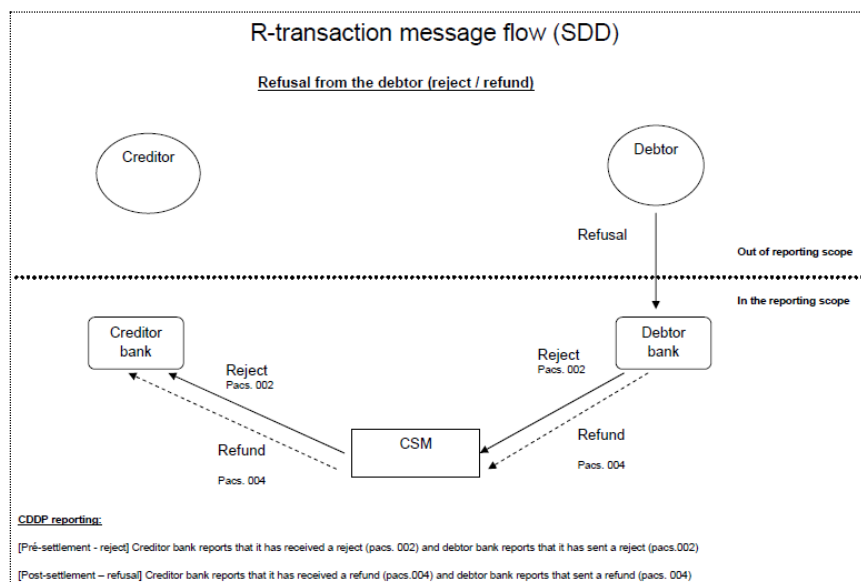 R-transaction message flow (SDD)
Refusal from the debtor (reject / refund)
Creditor
Debtor
Refusal
Out of reporting scope
In the reporting scope
Creditor
bank
Debtor
bank
Reject
Pacs. 002
Reject
Pacs. 002
CSM
Refund
Pacs. 004
Refund
Pacs. 004
CDDP reporting:
[Pré-settlement - reject] Creditor bank reports that it has received a reject (pacs. 002) and debtor bank reports that it has sent a reject (pacs.002)
[Post-settlement – refusal] Creditor bank reports that it has received a refund (pacs.004) and debtor bank reports that sent a refund (pacs. 004)